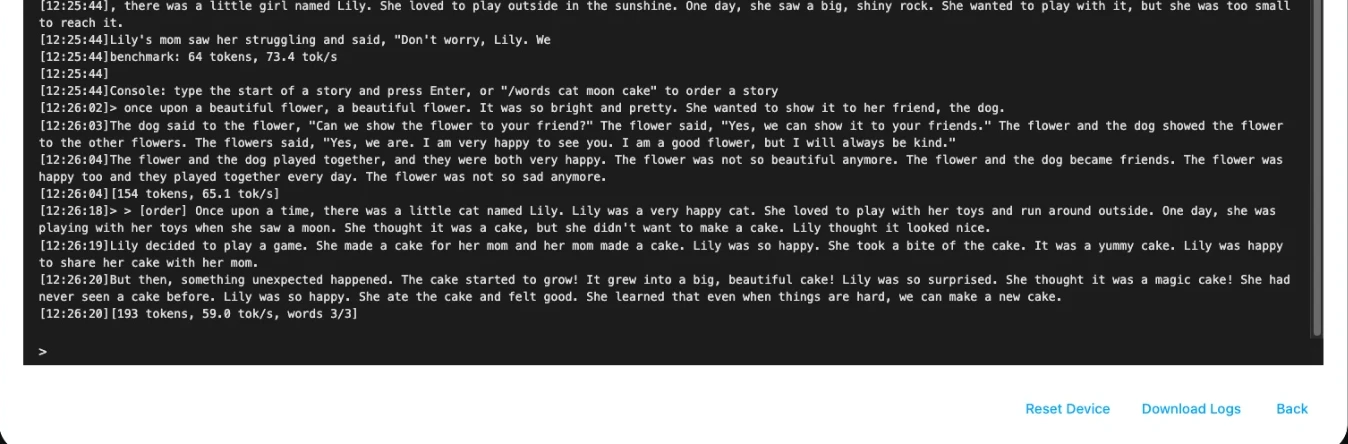 [12:25:44], there was a little girl named Lily. She loved to play outside in the sunshine. One day, she saw a big, shiny rock. She wanted to play with it, but she was too small
to reach it.
[12:25:44]Lily's mom saw her struggling and said, "Don't worry, Lily. We
[12:25:44]benchmark: 64 tokens, 73.4 tok/s
[12:25:44]
[12:25:44]Console: type the start of a story and press Enter, or "/words cat moon cake" to order a story
[12:26:02]> once upon a beautiful flower, a beautiful flower. It was so bright and pretty. She wanted to show it to her friend, the dog.
[12:26:03]The dog said to the flower, "Can we show the flower to your friend?" The flower said, "Yes, we can show it to your friends." The flower and the dog showed the flower
to the other flowers. The flowers said, "Yes, we are. I am very happy to see you. I am a good flower, but I will always be kind."
[12:26:04]The flower and the dog played together, and they were both very happy. The flower was not so beautiful anymore. The flower and the dog became friends. The flower was
happy too and they played together every day. The flower was not so sad anymore.
[12:26:04][154 tokens, 65.1 tok/s]
[12:26:18]> > [order] Once upon a time, there was a little cat named Lily. Lily was a very happy cat. She loved to play with her toys and run around outside. One day, she was
playing with her toys when she saw a moon. She thought it was a cake, but she didn't want to make a cake. Lily thought it looked nice.
[12:26:19]Lily decided to play a game. She made a cake for her mom and her mom made a cake. Lily was so happy. She took a bite of the cake. It was a yummy cake. Lily was happy
to share her cake with her mom.
[12:26:20]But then, something unexpected happened. The cake started to grow! It grew into a big, beautiful cake! Lily was so surprised. She thought it was a magic cake! She had
never seen a cake before. Lily was so happy. She ate the cake and felt good. She learned that even when things are hard, we can make a new cake.
[12:26:20][193 tokens, 59.0 tok/s, words 3/3]
>
Reset Device Download Logs Back